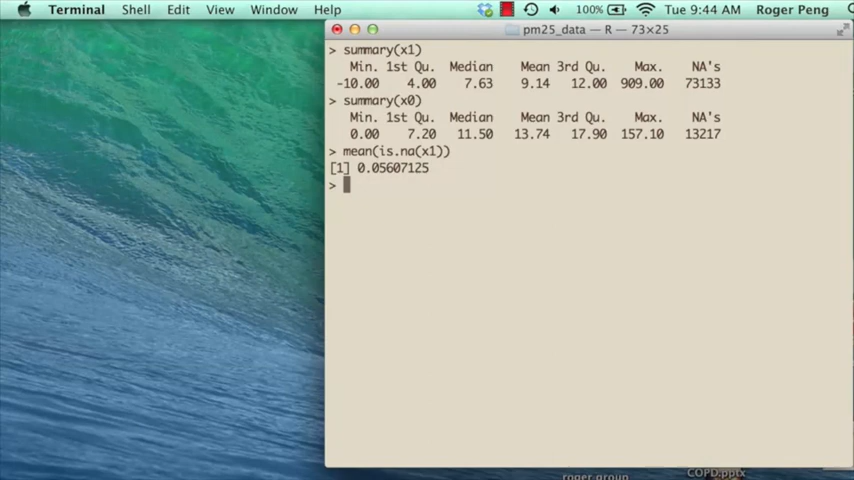 Terminal Shell Edit View Window Help 100% Tue 9:44 AM Roger Peng
pm25_data — R — 73×25
> summary(x1)
Min. 1st Qu. Median Mean 3rd Qu. Max. NA's
-10.00 4.00 7.63 9.14 12.00 909.00 73133
> summary(x0)
Min. 1st Qu. Median Mean 3rd Qu. Max. NA's
0.00 7.20 11.50 13.74 17.90 157.10 13217
> mean(is.na(x1))
[1] 0.05607125
>
roger group COPD.pptx